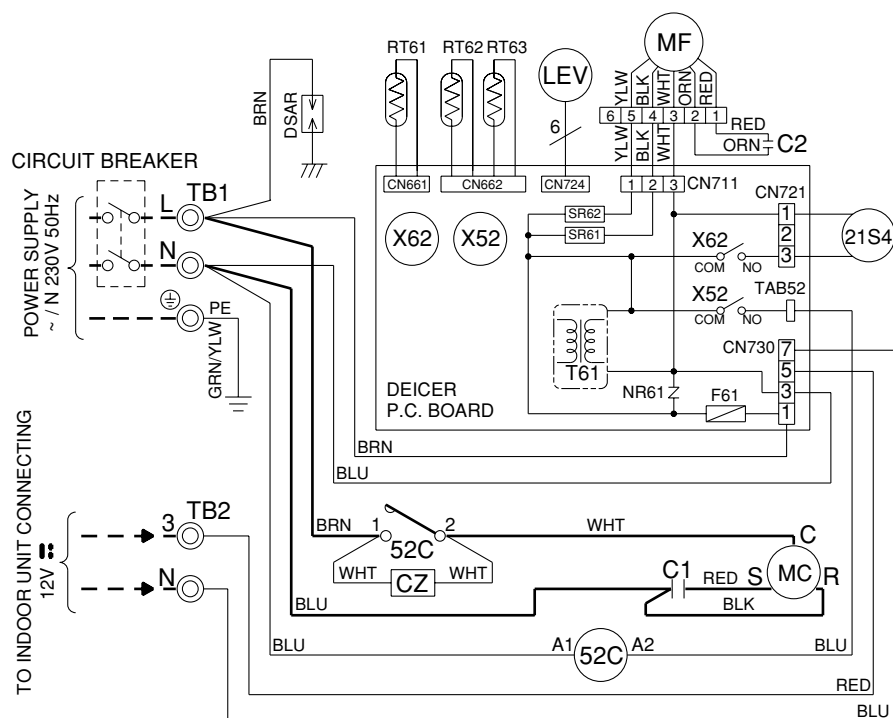 RT61 RT62 RT63
LEV
MF
BRN
DSAR
6
YLW BLK WHT ORN RED
6 5 4 3 2 1
YLW BLK WHT
RED
ORN
C2
CIRCUIT BREAKER
POWER SUPPLY
~ / N 230V 50Hz
L
TB1
N
PE
GRN/YLW
CN661 CN662 CN724
1 2 3 CN711
CN721
1
2
3
21S4
X62 X52
SR62
SR61
X62
COM NO
X52
COM NO
TAB52
T61
CN730
7
5
3
1
NR61
F61
DEICER
P.C. BOARD
BRN
BLU
TO INDOOR UNIT CONNECTING
12V
3
TB2
N
BRN
1
2
52C
WHT
WHT
CZ
WHT
C
C1
RED
S
MC
R
BLU
BLK
BLU
A1
52C
A2
BLU
RED
BLU